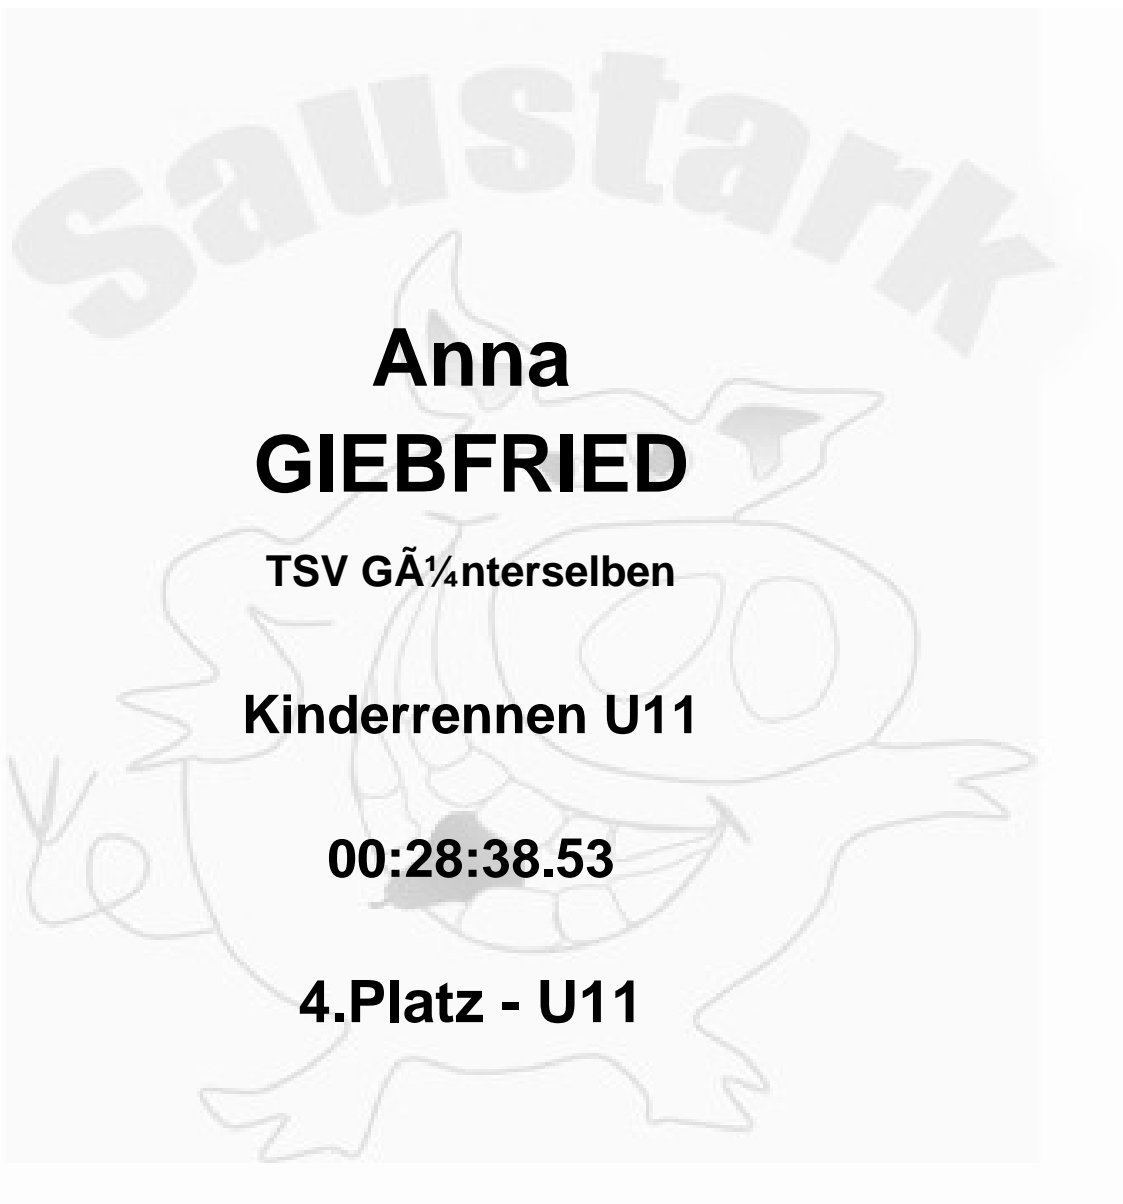 Saustark
Anna
GIEBFRIED
TSV GÃ¼nterselben
Kinderrennen U11
00:28:38.53
4.Platz - U11